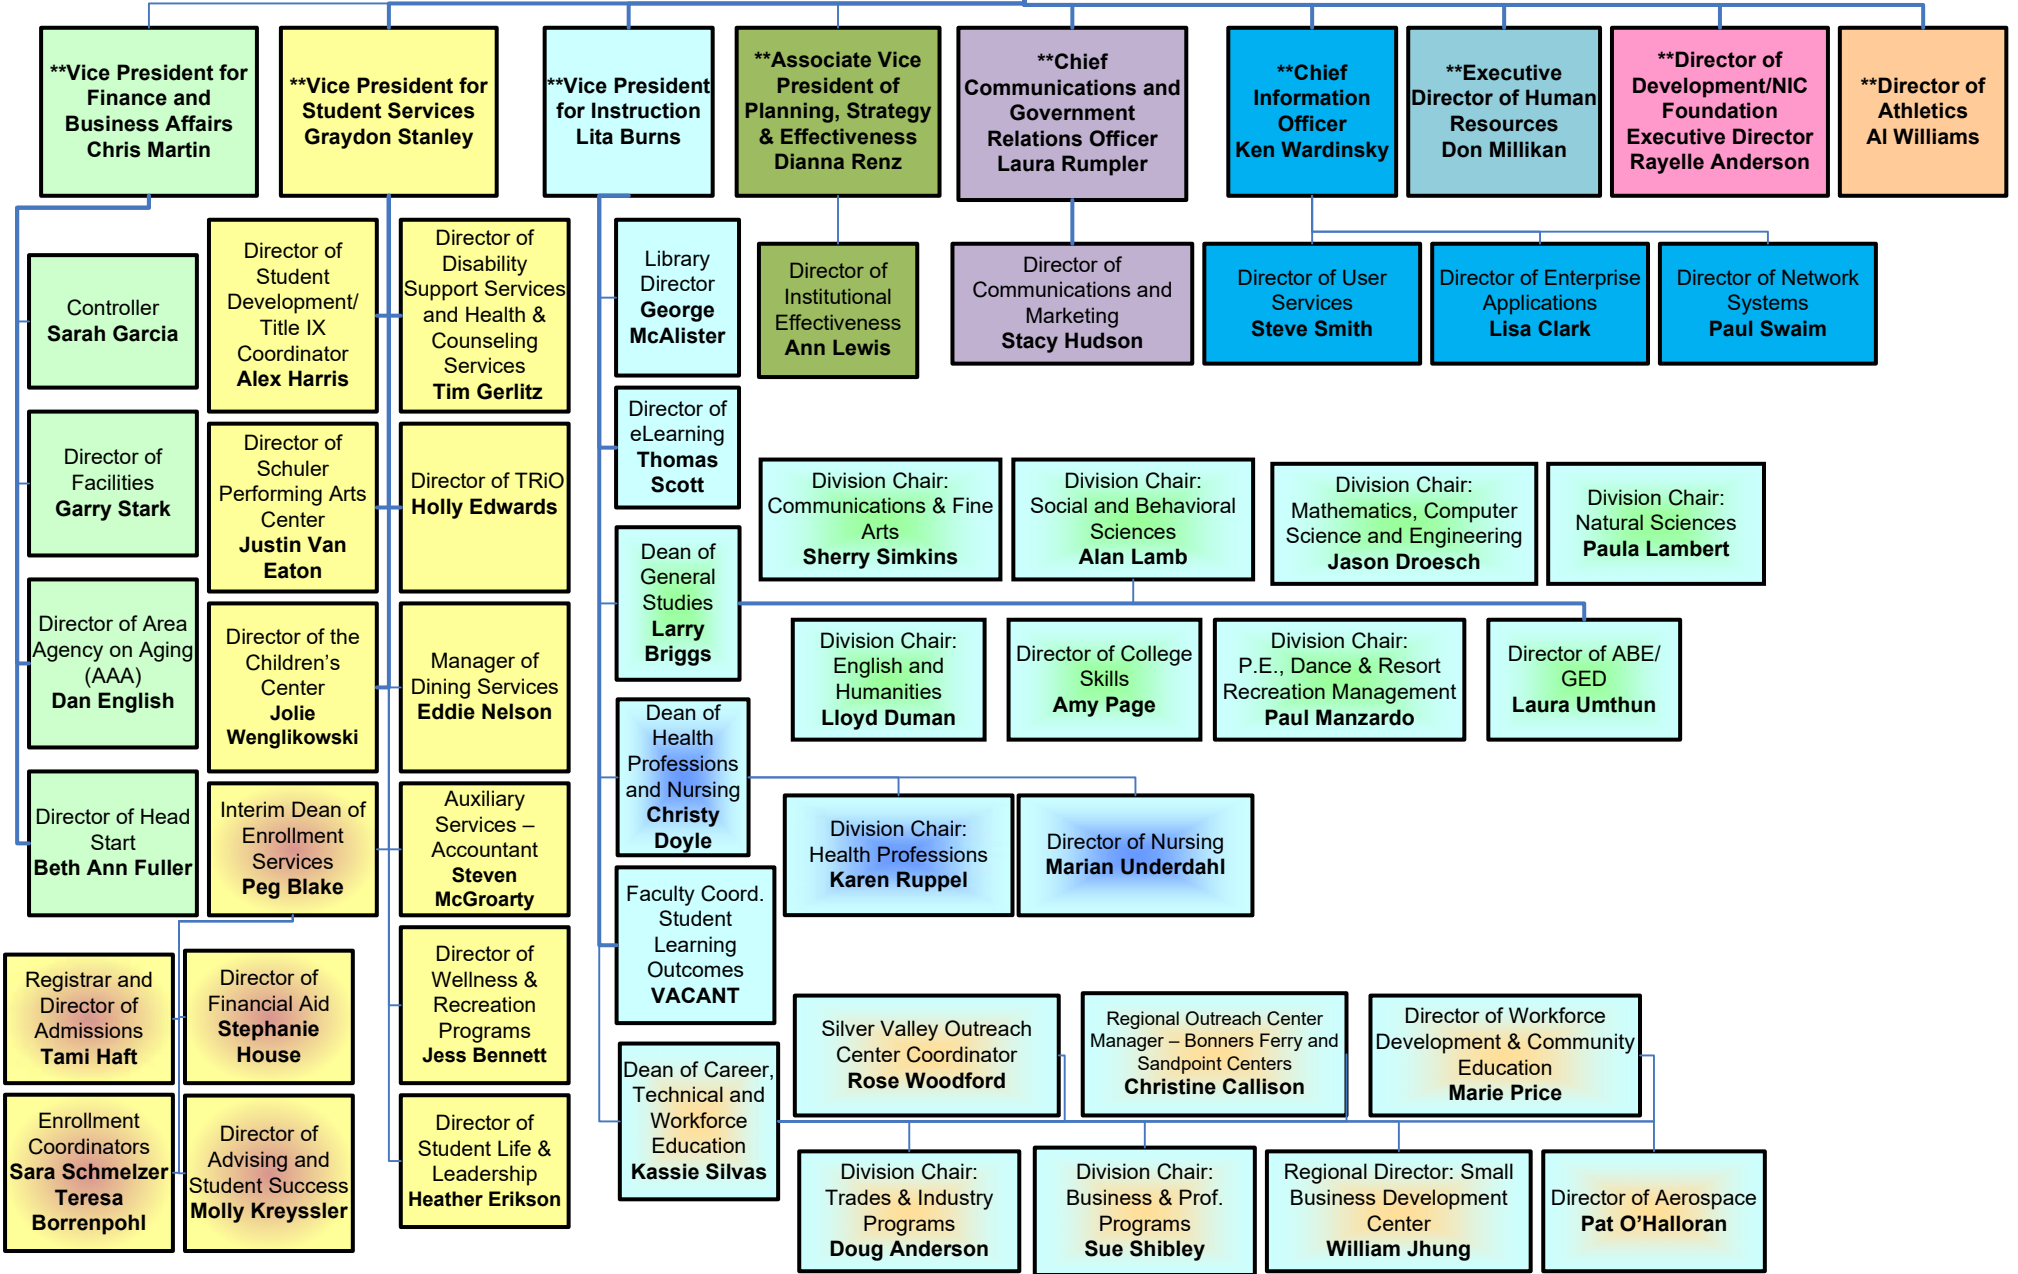 **Vice President for
Finance and
Business Affairs
Chris Martin
**Vice President for
Student Services
Graydon Stanley
**Vice President
for Instruction
Lita Burns
**Associate Vice
President of
Planning, Strategy
& Effectiveness
Dianna Renz
**Chief
Communications and
Government
Relations Officer
Laura Rumpler
**Chief
Information
Officer
Ken Wardinsky
**Executive
Director of Human
Resources
Don Millikan
**Director of
Development/NIC
Foundation
Executive Director
Rayelle Anderson
**Director of
Athletics
Al Williams
Controller
Sarah Garcia
Director of
Facilities
Garry Stark
Director of Area
Agency on Aging
(AAA)
Dan English
Director of Head
Start
Beth Ann Fuller
Director of
Student
Development/
Title IX
Coordinator
Alex Harris
Director of
Schuler
Performing Arts
Center
Justin Van
Eaton
Director of the
Children's
Center
Jolie
Wenglikowski
Interim Dean of
Enrollment
Services
Peg Blake
Registrar and
Director of
Admissions
Tami Haft
Director of
Financial Aid
Stephanie
House
Enrollment
Coordinators
Sara Schmelzer
Teresa
Borrenpohl
Director of
Advising and
Student Success
Molly Kreyssler
Director of
Disability
Support Services
and Health &
Counseling
Services
Tim Gerlitz
Director of TRiO
Holly Edwards
Manager of
Dining Services
Eddie Nelson
Auxiliary
Services –
Accountant
Steven
McGroarty
Director of
Wellness &
Recreation
Programs
Jess Bennett
Director of
Student Life &
Leadership
Heather Erikson
Library
Director
George
McAlister
Director of
eLearning
Thomas
Scott
Dean of
General
Studies
Larry
Briggs
Dean of
Health
Professions
and Nursing
Christy
Doyle
Faculty Coord.
Student
Learning
Outcomes
VACANT
Dean of Career,
Technical and
Workforce
Education
Kassie Silvas
Director of
Institutional
Effectiveness
Ann Lewis
Director of
Communications and
Marketing
Stacy Hudson
Director of User
Services
Steve Smith
Director of Enterprise
Applications
Lisa Clark
Director of Network
Systems
Paul Swaim
Division Chair:
Communications & Fine
Arts
Sherry Simkins
Division Chair:
Social and Behavioral
Sciences
Alan Lamb
Division Chair:
Mathematics, Computer
Science and Engineering
Jason Droesch
Division Chair:
Natural Sciences
Paula Lambert
Division Chair:
English and
Humanities
Lloyd Duman
Director of College
Skills
Amy Page
Division Chair:
P.E., Dance & Resort
Recreation Management
Paul Manzardo
Director of ABE/
GED
Laura Umthun
Division Chair:
Health Professions
Karen Ruppel
Director of Nursing
Marian Underdahl
Silver Valley Outreach
Center Coordinator
Rose Woodford
Regional Outreach Center
Manager – Bonners Ferry and
Sandpoint Centers
Christine Callison
Director of Workforce
Development & Community
Education
Marie Price
Division Chair:
Trades & Industry
Programs
Doug Anderson
Division Chair:
Business & Prof.
Programs
Sue Shibley
Regional Director: Small
Business Development
Center
William Jhung
Director of Aerospace
Pat O'Halloran